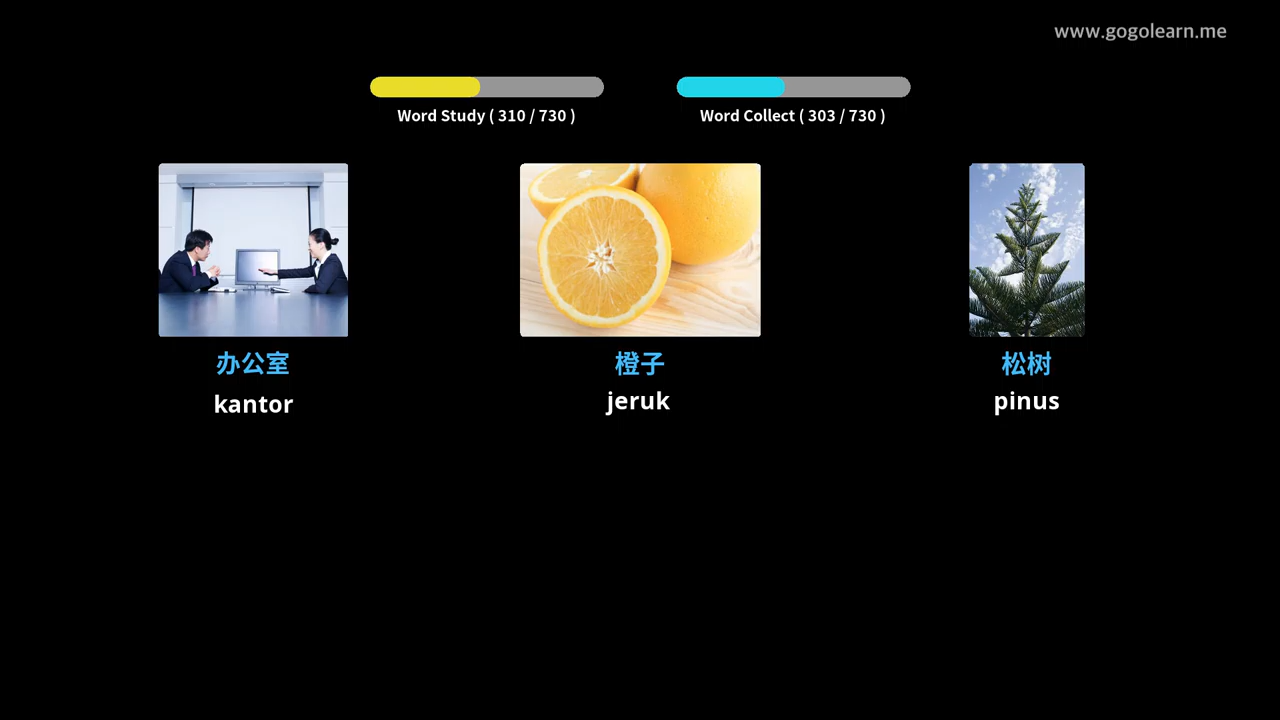 www.gogolearn.me
Word Study ( 310 / 730 )
Word Collect ( 303 / 730 )
办公室
kantor
橙子
jeruk
松树
pinus